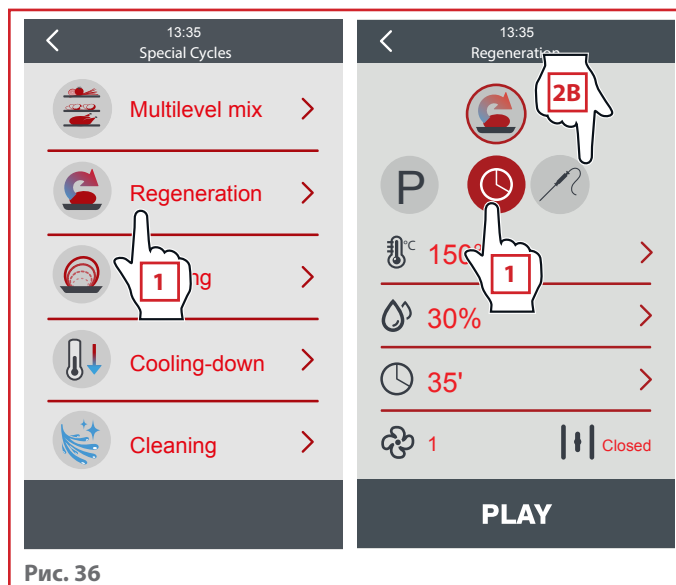 13:35
Special Cycles
Multilevel mix
Regeneration
1
ng
Cooling-down
Cleaning
13:35
Regeneration
2B
P
°C
150°
1
30%
35'
1
Closed
PLAY
Рис. 36